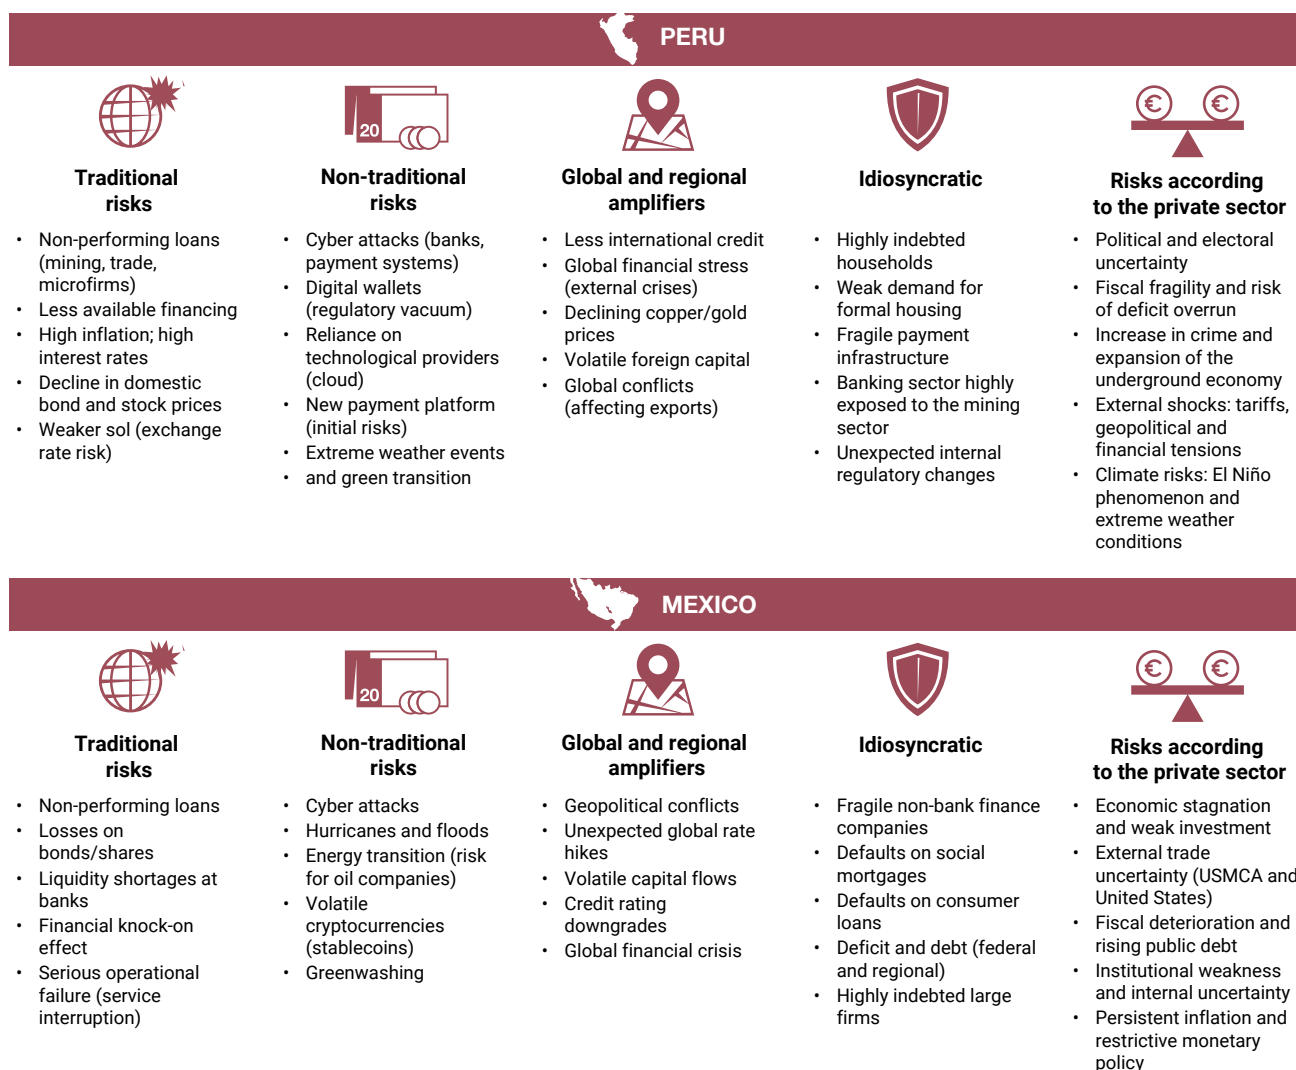 PERU
20
€ €
Traditional
risks
• Non-performing loans
(mining, trade,
microfirms)
• Less available financing
• High inflation; high
interest rates
• Decline in domestic
bond and stock prices
• Weaker sol (exchange
rate risk)
Non-traditional
risks
• Cyber attacks (banks,
payment systems)
• Digital wallets
(regulatory vacuum)
• Reliance on
technological providers
(cloud)
• New payment platform
(initial risks)
• Extreme weather events
• and green transition
Global and regional
amplifiers
• Less international credit
• Global financial stress
(external crises)
• Declining copper/gold
prices
• Volatile foreign capital
• Global conflicts
(affecting exports)
Idiosyncratic
• Highly indebted
households
• Weak demand for
formal housing
• Fragile payment
infrastructure
• Banking sector highly
exposed to the mining
sector
• Unexpected internal
regulatory changes
Risks according
to the private sector
• Political and electoral
uncertainty
• Fiscal fragility and risk
of deficit overrun
• Increase in crime and
expansion of the
underground economy
• External shocks: tariffs,
geopolitical and
financial tensions
• Climate risks: El Niño
phenomenon and
extreme weather
conditions
MEXICO
20
€ €
Traditional
risks
• Non-performing loans
• Losses on
bonds/shares
• Liquidity shortages at
banks
• Financial knock-on
effect
• Serious operational
failure (service
interruption)
Non-traditional
risks
• Cyber attacks
• Hurricanes and floods
• Energy transition (risk
for oil companies)
• Volatile
cryptocurrencies
(stablecoins)
• Greenwashing
Global and regional
amplifiers
• Geopolitical conflicts
• Unexpected global rate
hikes
• Volatile capital flows
• Credit rating
downgrades
• Global financial crisis
Idiosyncratic
• Fragile non-bank finance
companies
• Defaults on social
mortgages
• Defaults on consumer
loans
• Deficit and debt (federal
and regional)
• Highly indebted large
firms
Risks according
to the private sector
• Economic stagnation
and weak investment
• External trade
uncertainty (USMCA and
United States)
• Fiscal deterioration and
rising public debt
• Institutional weakness
and internal uncertainty
• Persistent inflation and
restrictive monetary
policy